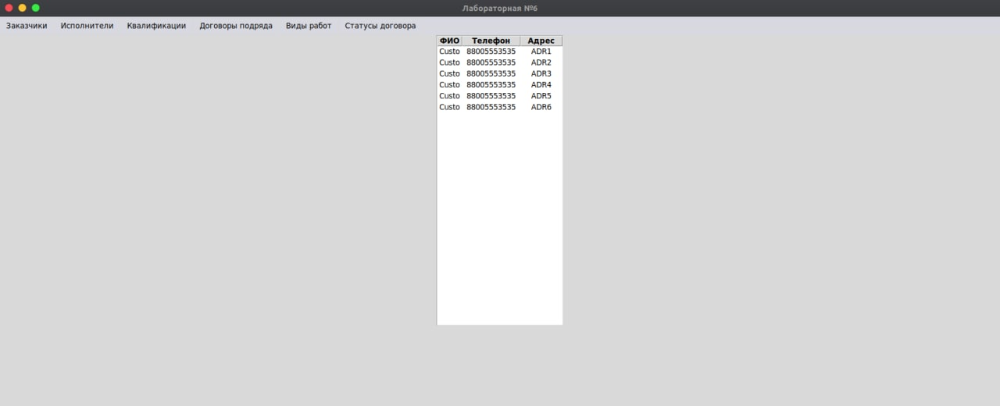 Лабораторная №6
Заказчики Исполнители Квалификации Договоры подряда Виды работ Статусы договора
ФИО Телефон Адрес
Custo 88005553535 ADR1
Custo 88005553535 ADR2
Custo 88005553535 ADR3
Custo 88005553535 ADR4
Custo 88005553535 ADR5
Custo 88005553535 ADR6